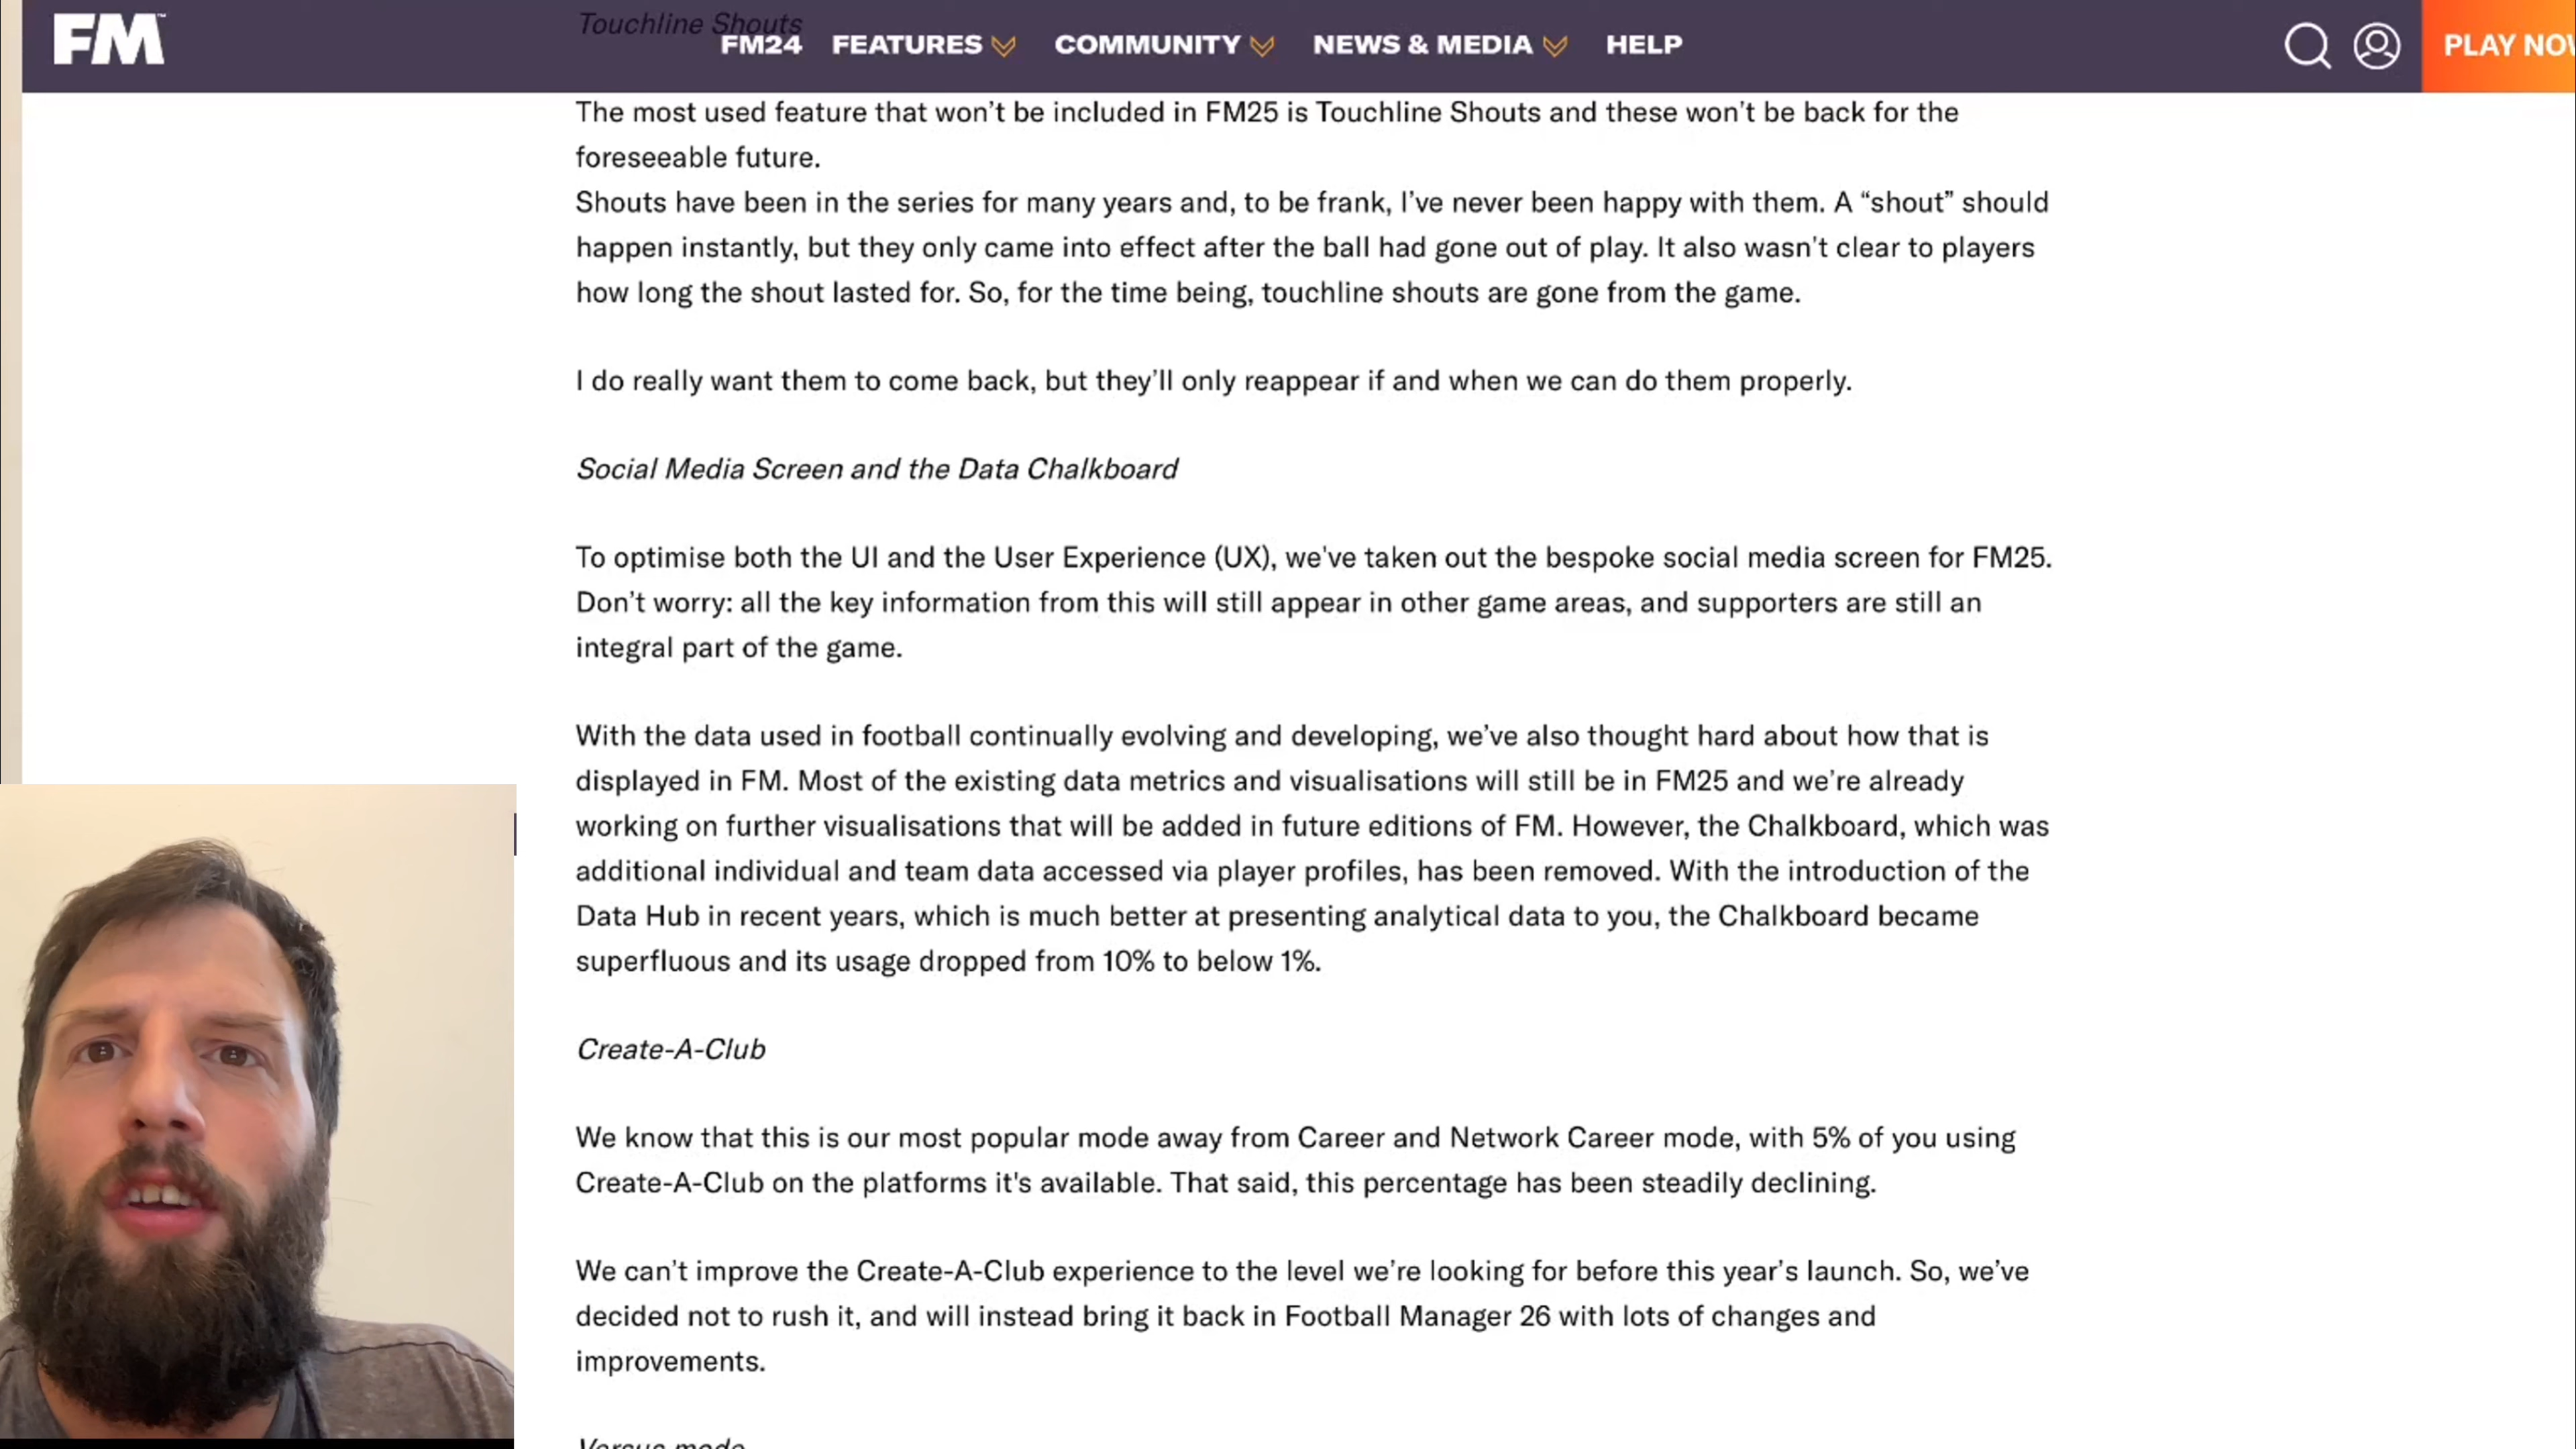 Touchline Shouts
FM
FM24 FEATURES COMMUNITY NEWS & MEDIA HELP
PLAY NOW
The most used feature that won't be included in FM25 is Touchline Shouts and these won't be back for the
foreseeable future.
Shouts have been in the series for many years and, to be frank, I've never been happy with them. A “shout” should
happen instantly, but they only came into effect after the ball had gone out of play. It also wasn't clear to players
how long the shout lasted for. So, for the time being, touchline shouts are gone from the game.
I do really want them to come back, but they'll only reappear if and when we can do them properly.
Social Media Screen and the Data Chalkboard
To optimise both the UI and the User Experience (UX), we've taken out the bespoke social media screen for FM25.
Don't worry: all the key information from this will still appear in other game areas, and supporters are still an
integral part of the game.
With the data used in football continually evolving and developing, we've also thought hard about how that is
displayed in FM. Most of the existing data metrics and visualisations will still be in FM25 and we're already
working on further visualisations that will be added in future editions of FM. However, the Chalkboard, which was
additional individual and team data accessed via player profiles, has been removed. With the introduction of the
Data Hub in recent years, which is much better at presenting analytical data to you, the Chalkboard became
superfluous and its usage dropped from 10% to below 1%.
Create-A-Club
We know that this is our most popular mode away from Career and Network Career mode, with 5% of you using
Create-A-Club on the platforms it's available. That said, this percentage has been steadily declining.
We can't improve the Create-A-Club experience to the level we're looking for before this year's launch. So, we've
decided not to rush it, and will instead bring it back in Football Manager 26 with lots of changes and
improvements.
Versus mode